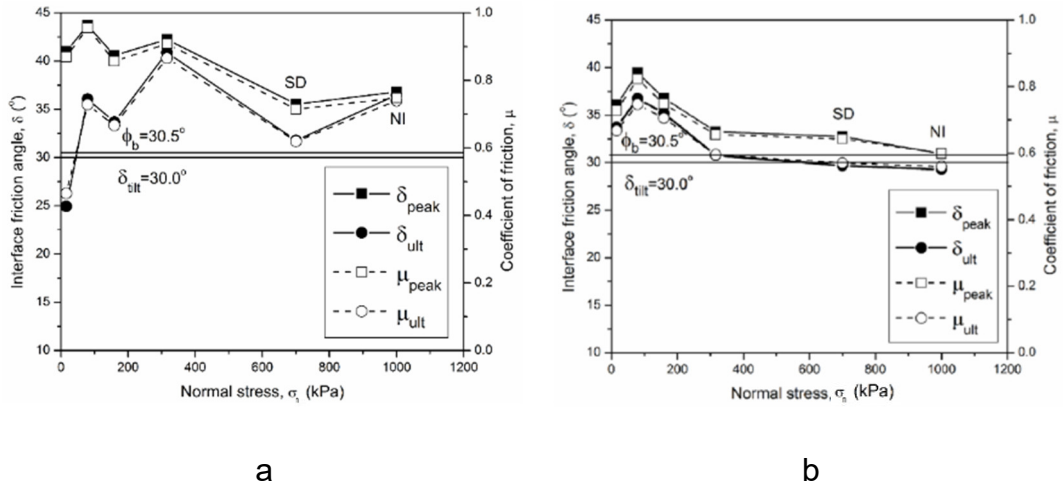 45
40
35
30
25
20
15
10
1.0
0.8
0.6
0.4
0.2
0.0
0 200 400 600 800 1000 1200
Interface friction angle, δ (°)
Coefficient of friction, μ
Normal stress, σ (kPa)
SD
NI
ϕb=30.5°
δtilt=30.0°
δpeak
δult
μpeak
μult
a
45
40
35
30
25
20
15
10
1.0
0.8
0.6
0.4
0.2
0.0
0 200 400 600 800 1000 1200
Interface friction angle, δ (°)
Coefficient of friction, μ
Normal stress, σ (kPa)
SD
NI
ϕb=30.5°
δtilt=30.0°
δpeak
δult
μpeak
μult
b